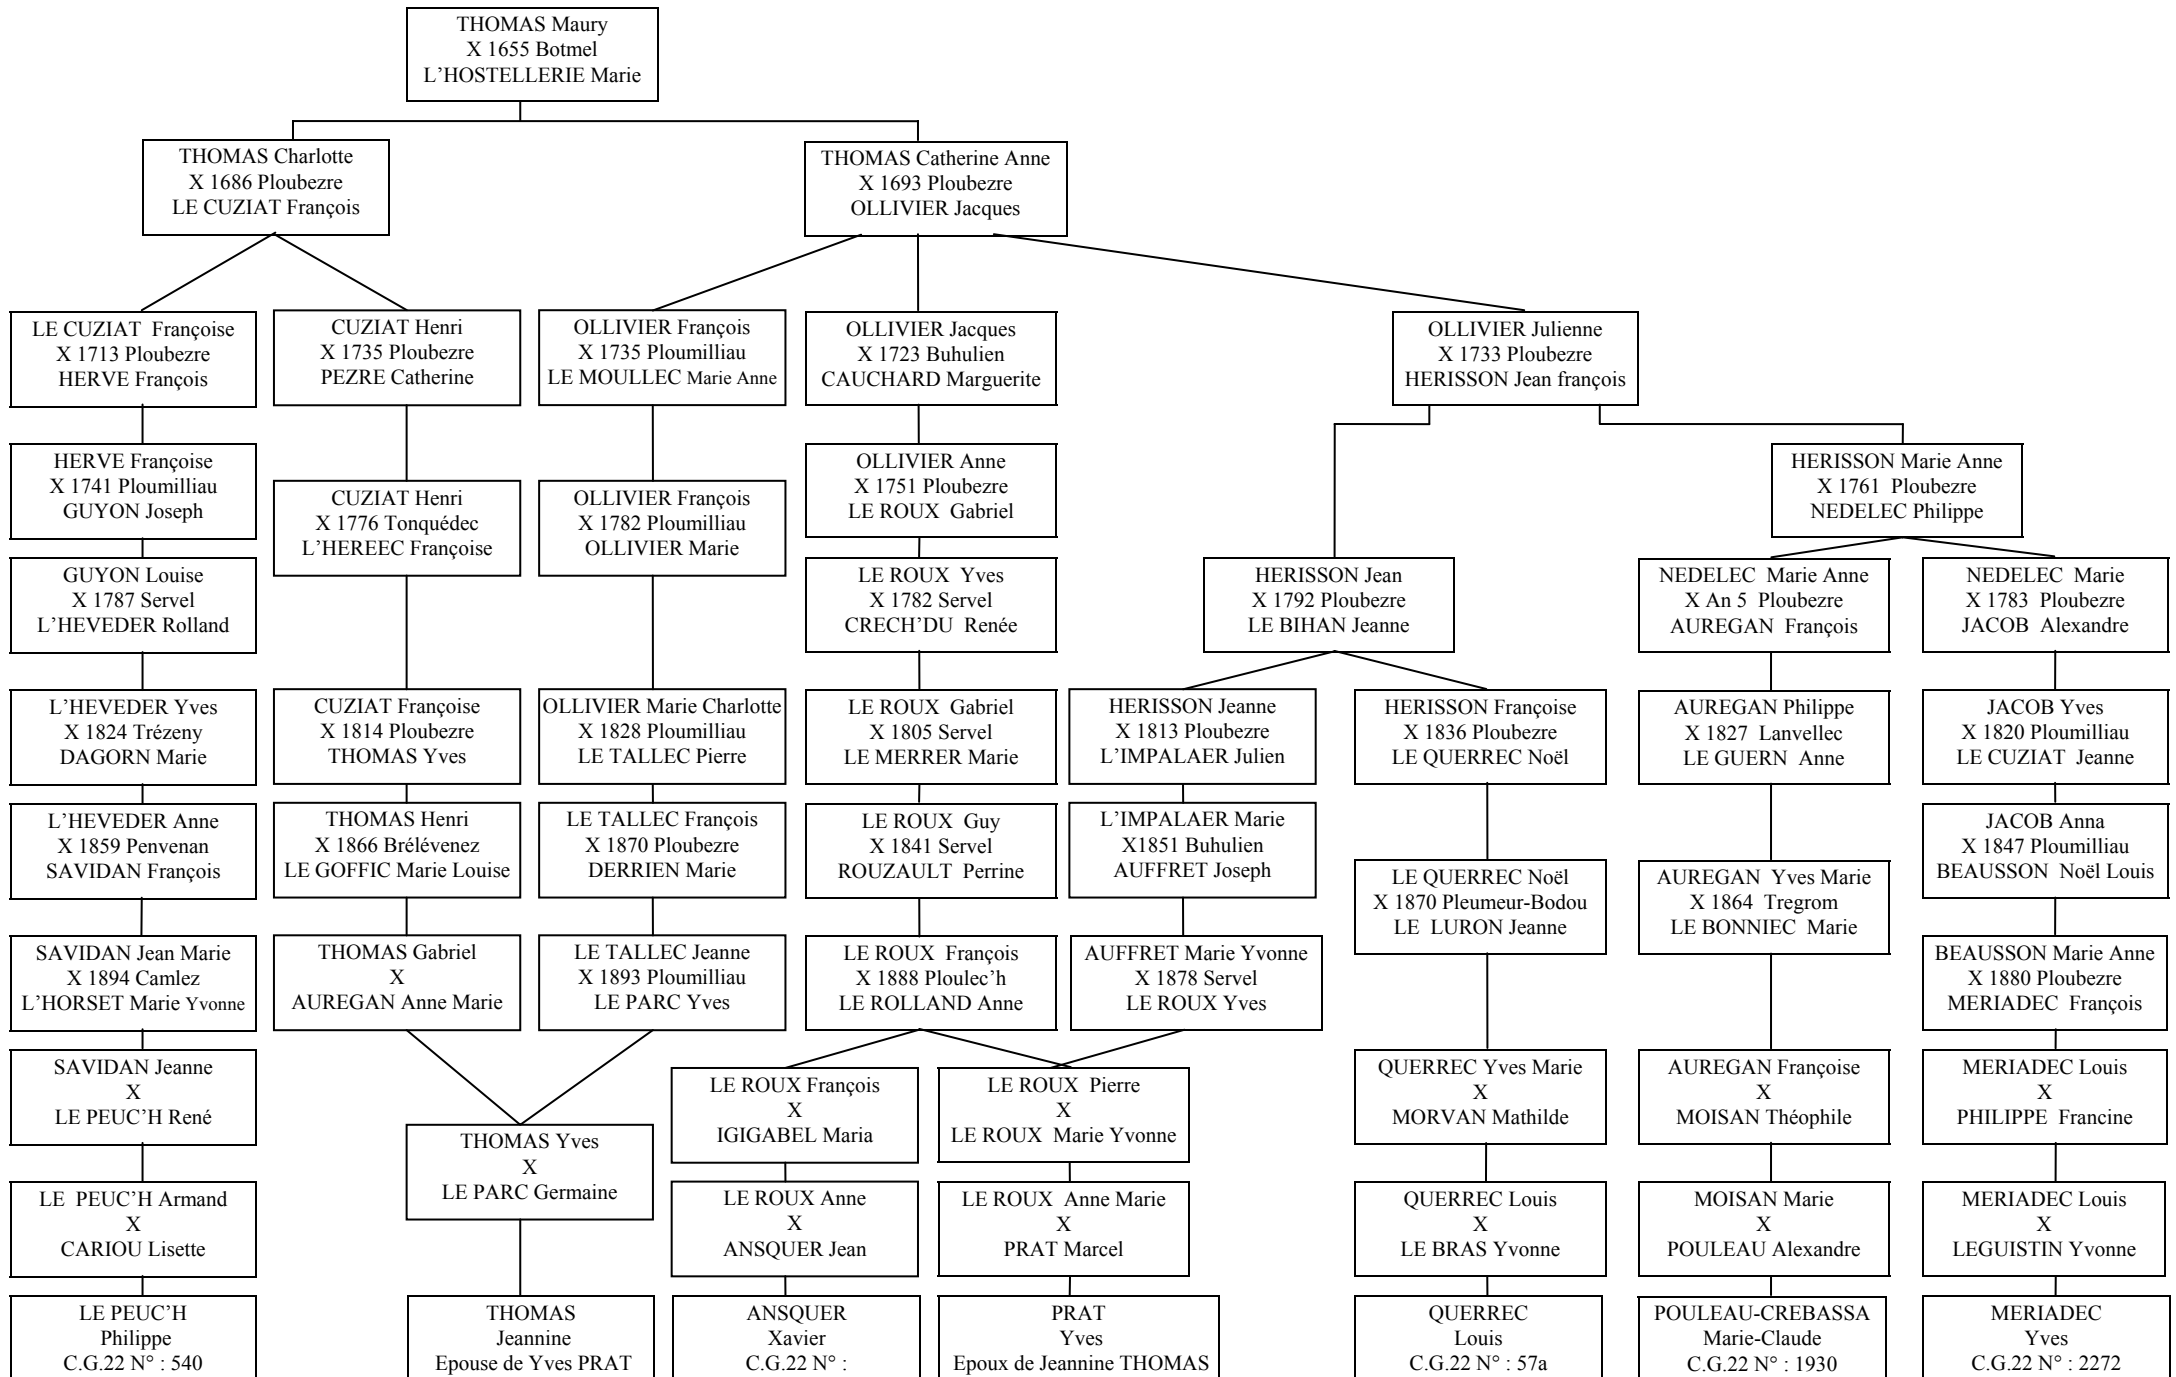 THOMAS Maury
X 1655 Botmel
L'HOSTELLERIE Marie
THOMAS Charlotte
X 1686 Ploubezre
LE CUZIAT François
THOMAS Catherine Anne
X 1693 Ploubezre
OLLIVIER Jacques
LE CUZIAT Françoise
X 1713 Ploubezre
HERVE François
CUZIAT Henri
X 1735 Ploubezre
PEZRE Catherine
OLLIVIER François
X 1735 Ploumilliau
LE MOULLEC Marie Anne
OLLIVIER Jacques
X 1723 Buhulien
CAUCHARD Marguerite
OLLIVIER Julienne
X 1733 Ploubezre
HERISSON Jean françois
HERVE Françoise
X 1741 Ploumilliau
GUYON Joseph
CUZIAT Henri
X 1776 Tonquédec
L'HEREEC Françoise
OLLIVIER François
X 1782 Ploumilliau
OLLIVIER Marie
OLLIVIER Anne
X 1751 Ploubezre
LE ROUX Gabriel
HERISSON Marie Anne
X 1761 Ploubezre
NEDELEC Philippe
GUYON Louise
X 1787 Servel
L'HEVEDER Rolland
LE ROUX Yves
X 1782 Servel
CRECH'DU Renée
HERISSON Jean
X 1792 Ploubezre
LE BIHAN Jeanne
NEDELEC Marie Anne
X An 5 Ploubezre
AUREGAN François
NEDELEC Marie
X 1783 Ploubezre
JACOB Alexandre
L'HEVEDER Yves
X 1824 Trézeny
DAGORN Marie
CUZIAT Françoise
X 1814 Ploubezre
THOMAS Yves
OLLIVIER Marie Charlotte
X 1828 Ploumilliau
LE TALLEC Pierre
LE ROUX Gabriel
X 1805 Servel
LE MERRER Marie
HERISSON Jeanne
X 1813 Ploubezre
L'IMPALAER Julien
HERISSON Françoise
X 1836 Ploubezre
LE QUERREC Noël
AUREGAN Philippe
X 1827 Lanvellec
LE GUERN Anne
JACOB Yves
X 1820 Ploumilliau
LE CUZIAT Jeanne
L'HEVEDER Anne
X 1859 Penvenan
SAVIDAN François
THOMAS Henri
X 1866 Brélévenez
LE GOFFIC Marie Louise
LE TALLEC François
X 1870 Ploubezre
DERRIEN Marie
LE ROUX Guy
X 1841 Servel
ROUZAULT Perrine
L'IMPALAER Marie
X1851 Buhulien
AUFFRET Joseph
LE QUERREC Noël
X 1870 Pleumeur-Bodou
LE LURON Jeanne
AUREGAN Yves Marie
X 1864 Tregrom
LE BONNIEC Marie
JACOB Anna
X 1847 Ploumilliau
BEAUSSON Noël Louis
SAVIDAN Jean Marie
X 1894 Camlez
L'HORSET Marie Yvonne
THOMAS Gabriel
X
AUREGAN Anne Marie
LE TALLEC Jeanne
X 1893 Ploumilliau
LE PARC Yves
LE ROUX François
X 1888 Ploulec'h
LE ROLLAND Anne
AUFFRET Marie Yvonne
X 1878 Servel
LE ROUX Yves
BEAUSSON Marie Anne
X 1880 Ploubezre
MERIADEC François
SAVIDAN Jeanne
X
LE PEUC'H René
THOMAS Yves
X
LE PARC Germaine
LE ROUX François
X
IGIGABEL Maria
LE ROUX Pierre
X
LE ROUX Marie Yvonne
QUERREC Yves Marie
X
MORVAN Mathilde
AUREGAN Françoise
X
MOISAN Théophile
MERIADEC Louis
X
PHILIPPE Francine
LE PEUC'H Armand
X
CARIOU Lisette
LE ROUX Anne
X
ANSQUER Jean
LE ROUX Anne Marie
X
PRAT Marcel
QUERREC Louis
X
LE BRAS Yvonne
MOISAN Marie
X
POULEAU Alexandre
MERIADEC Louis
X
LEGUISTIN Yvonne
LE PEUC'H
Philippe
C.G.22 N° : 540
THOMAS
Jeannine
Epouse de Yves PRAT
ANSQUER
Xavier
C.G.22 N° :
PRAT
Yves
Epoux de Jeannine THOMAS
QUERREC
Louis
C.G.22 N° : 57a
POULEAU-CREBASSA
Marie-Claude
C.G.22 N° : 1930
MERIADEC
Yves
C.G.22 N° : 2272